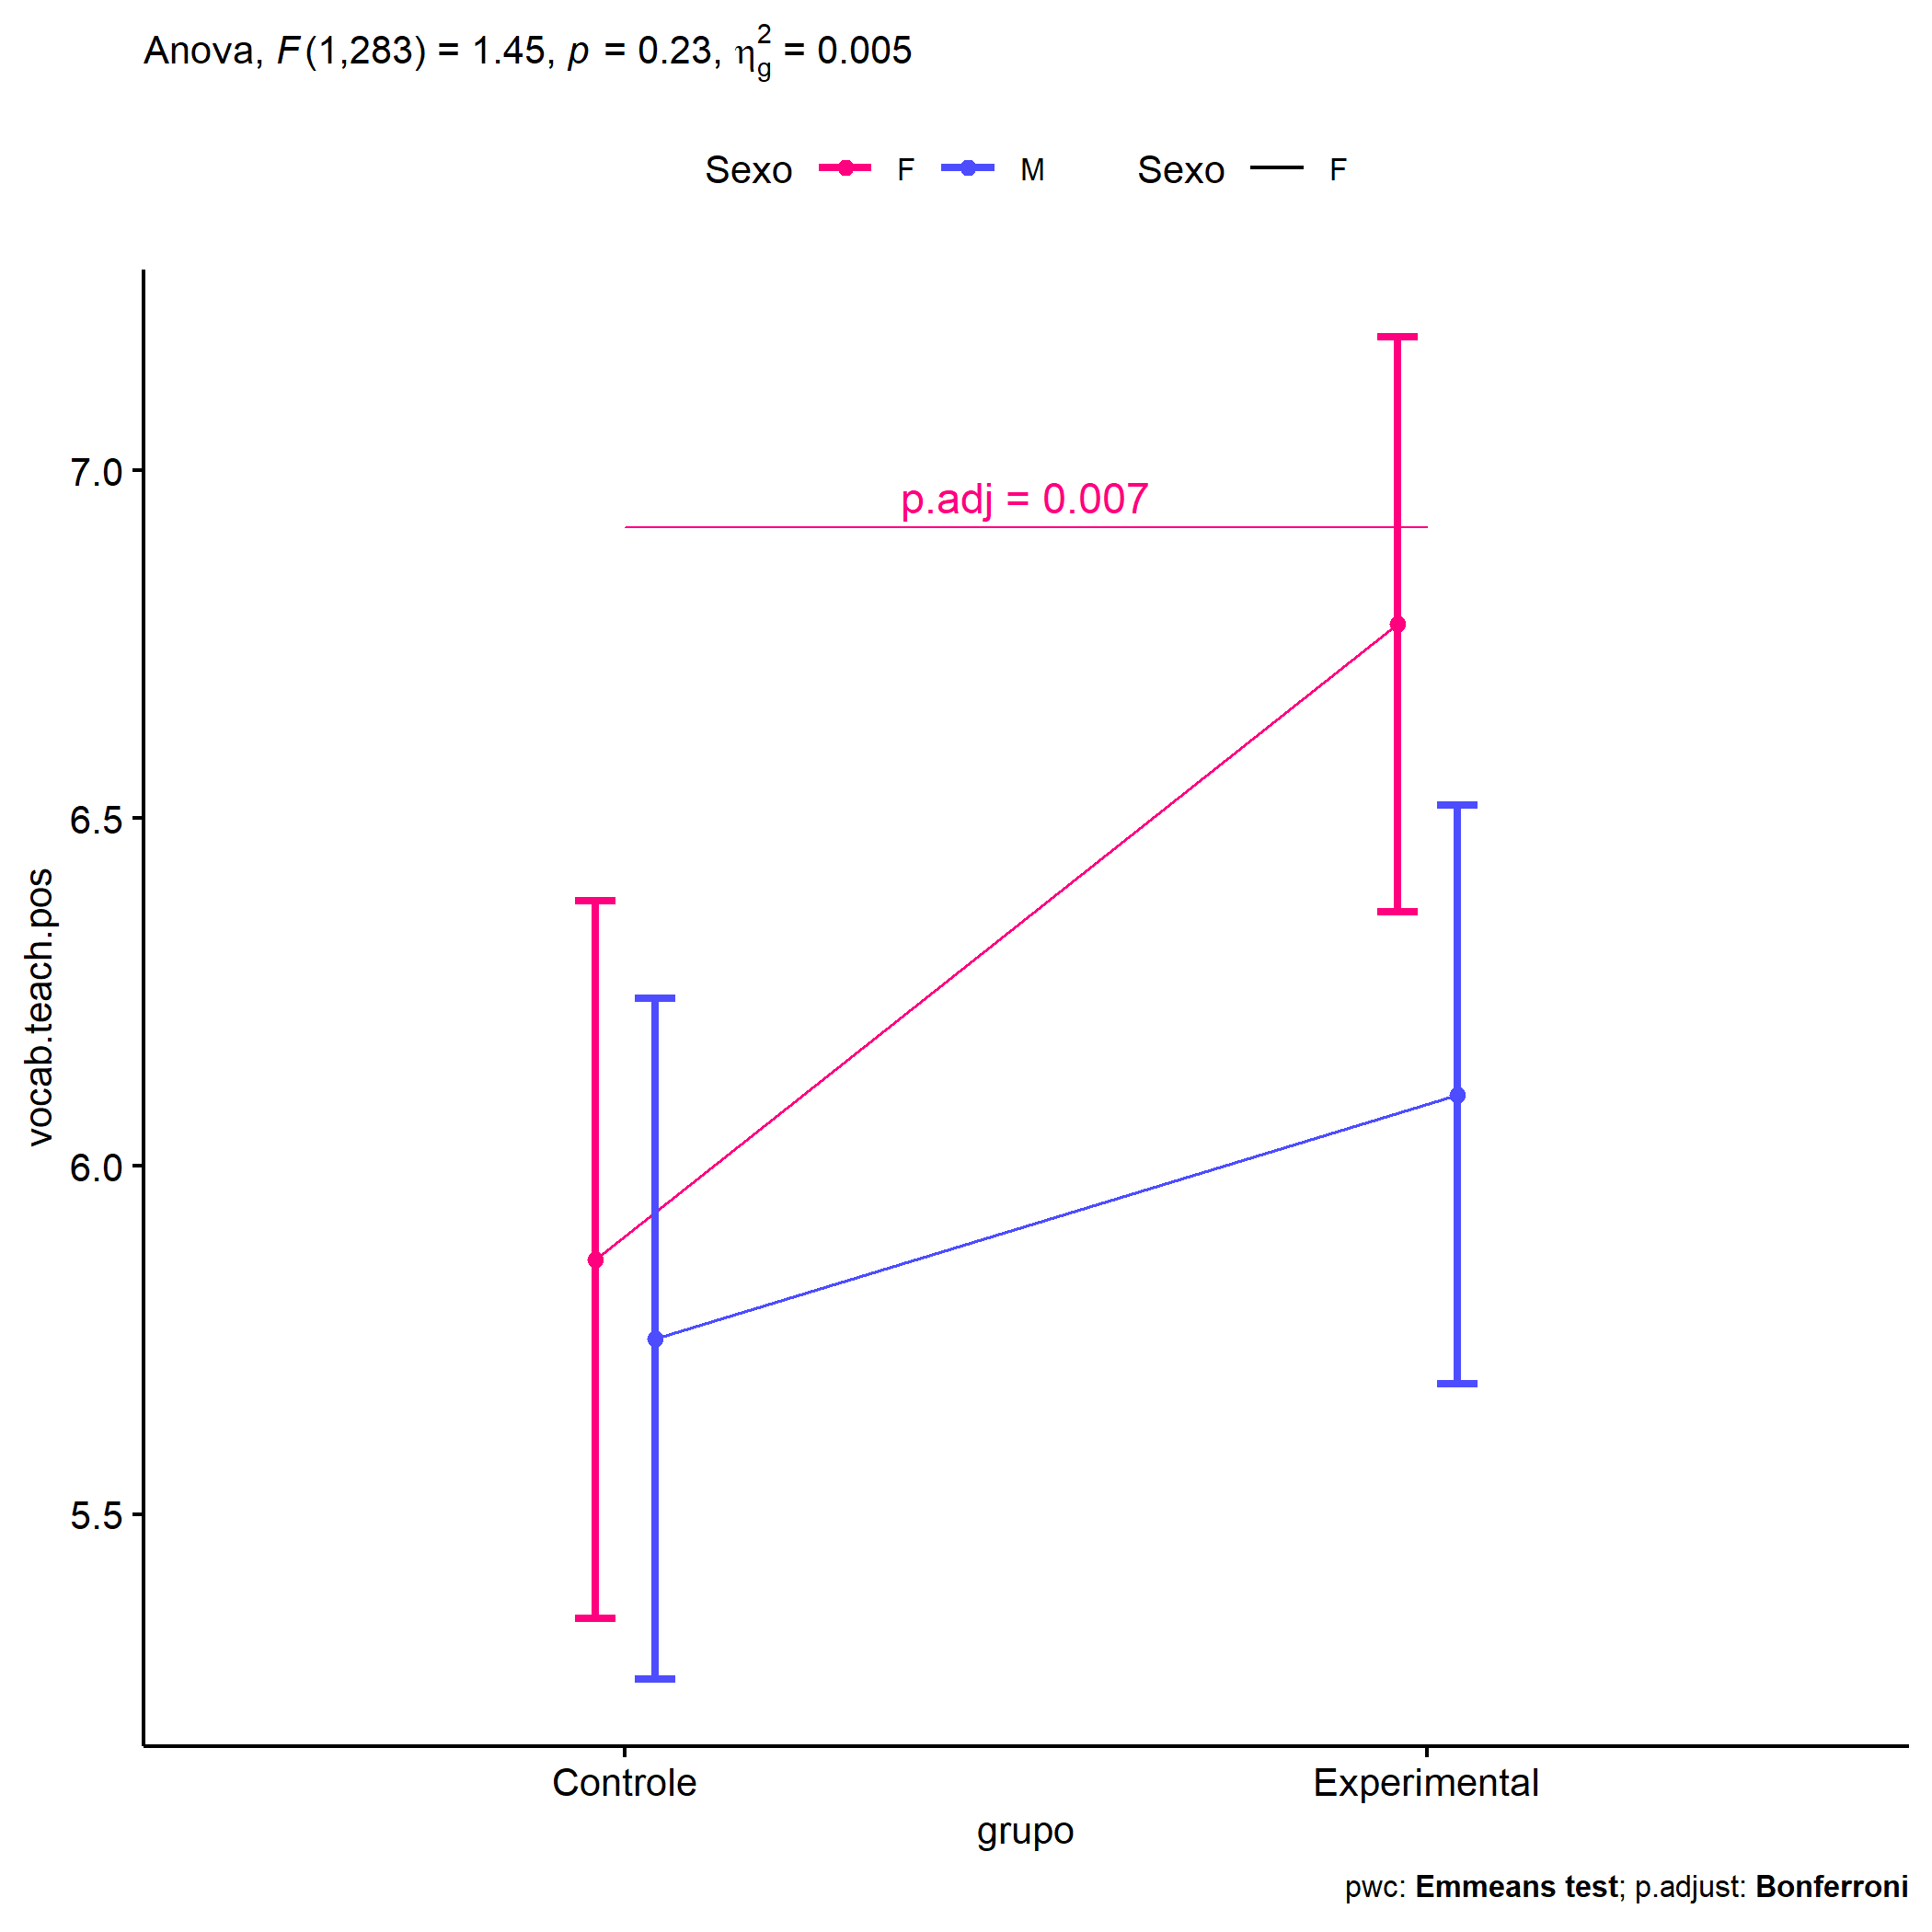 Anova, F(1,283) = 1.45, p = 0.23, η²g = 0.005
Sexo F M Sexo F
7.0
6.5
6.0
5.5
vocab.teach.pos
p.adj = 0.007
Controle Experimental
grupo
pwc: Emmeans test; p.adjust: Bonferroni